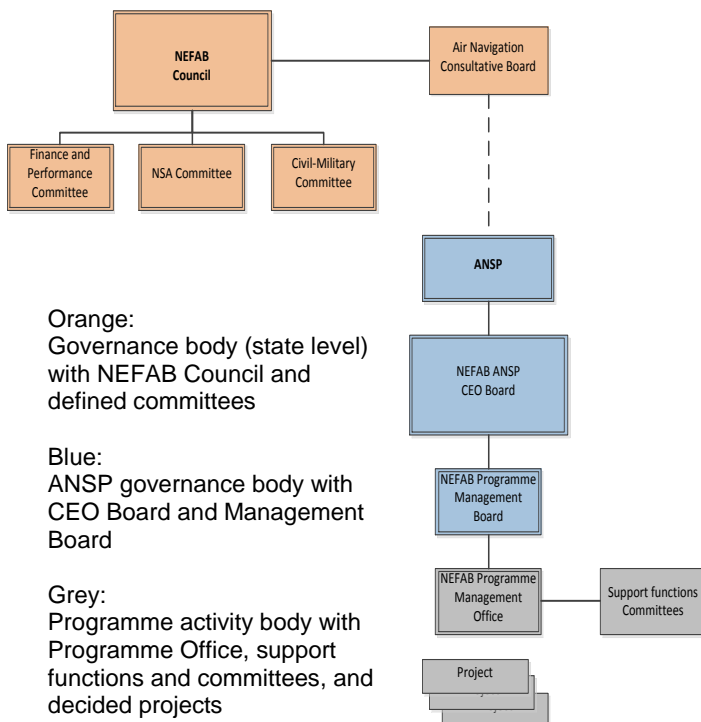 NEFAB
Council
Air Navigation
Consultative Board
Finance and
Performance
Committee
NSA Committee
Civil-Military
Committee
ANSP
NEFAB ANSP
CEO Board
NEFAB Programme
Management
Board
NEFAB Programme
Management
Office
Support functions
Committees
Project
Orange:
Governance body (state level)
with NEFAB Council and
defined committees
Blue:
ANSP governance body with
CEO Board and Management
Board
Grey:
Programme activity body with
Programme Office, support
functions and committees, and
decided projects